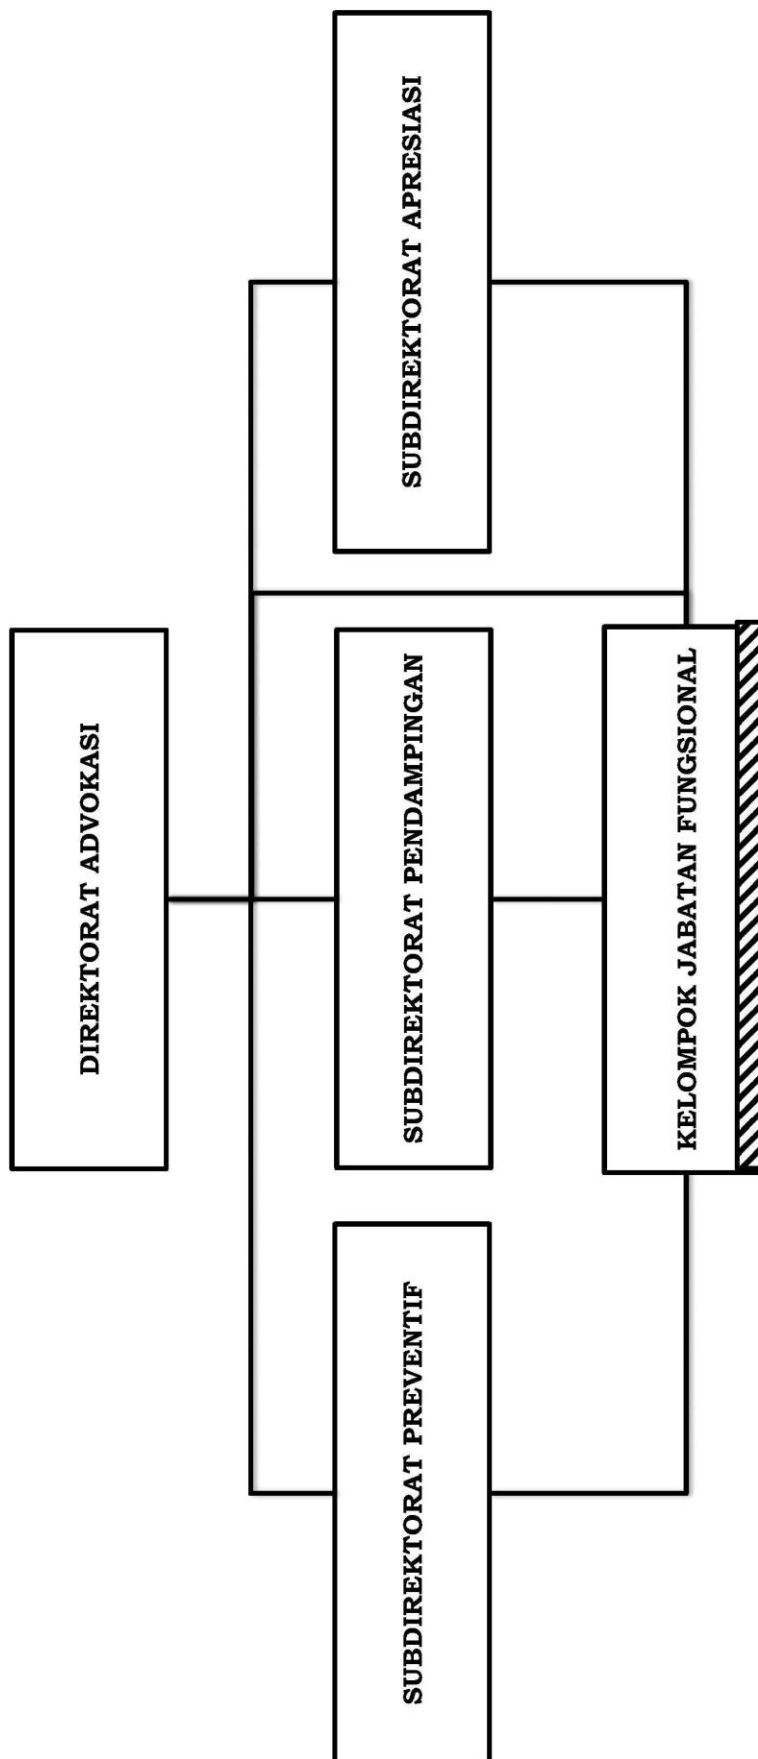 DIREKTORAT ADVOKASI
SUBDIREKTORAT PREVENTIF
SUBDIREKTORAT PENDAMPINGAN
SUBDIREKTORAT APRESIASI
KELOMPOK JABATAN FUNGSIONAL